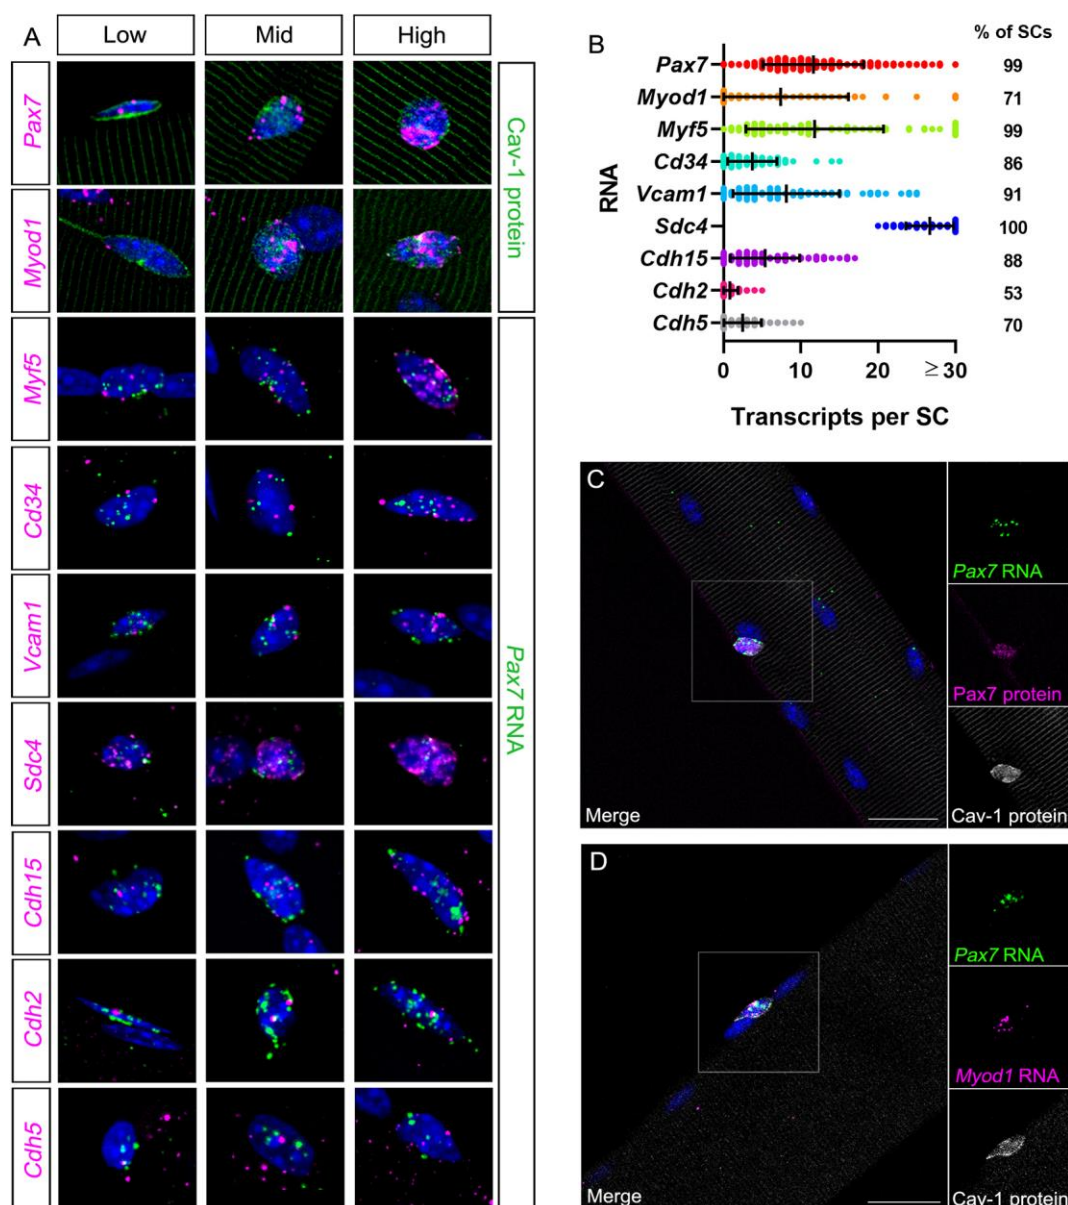 A
Low
Mid
High
Pax7
Myod1
Cav-1 protein
Myf5
Cd34
Vcam1
Sdc4
Cdh15
Cdh2
Cdh5
Pax7 RNA
B
% of SCs
RNA
Pax7 99
Myod1 71
Myf5 99
Cd34 86
Vcam1 91
Sdc4 100
Cdh15 88
Cdh2 53
Cdh5 70
0 10 20 ≥30
Transcripts per SC
C
Merge
Pax7 RNA
Pax7 protein
Cav-1 protein
D
Merge
Pax7 RNA
Myod1 RNA
Cav-1 protein